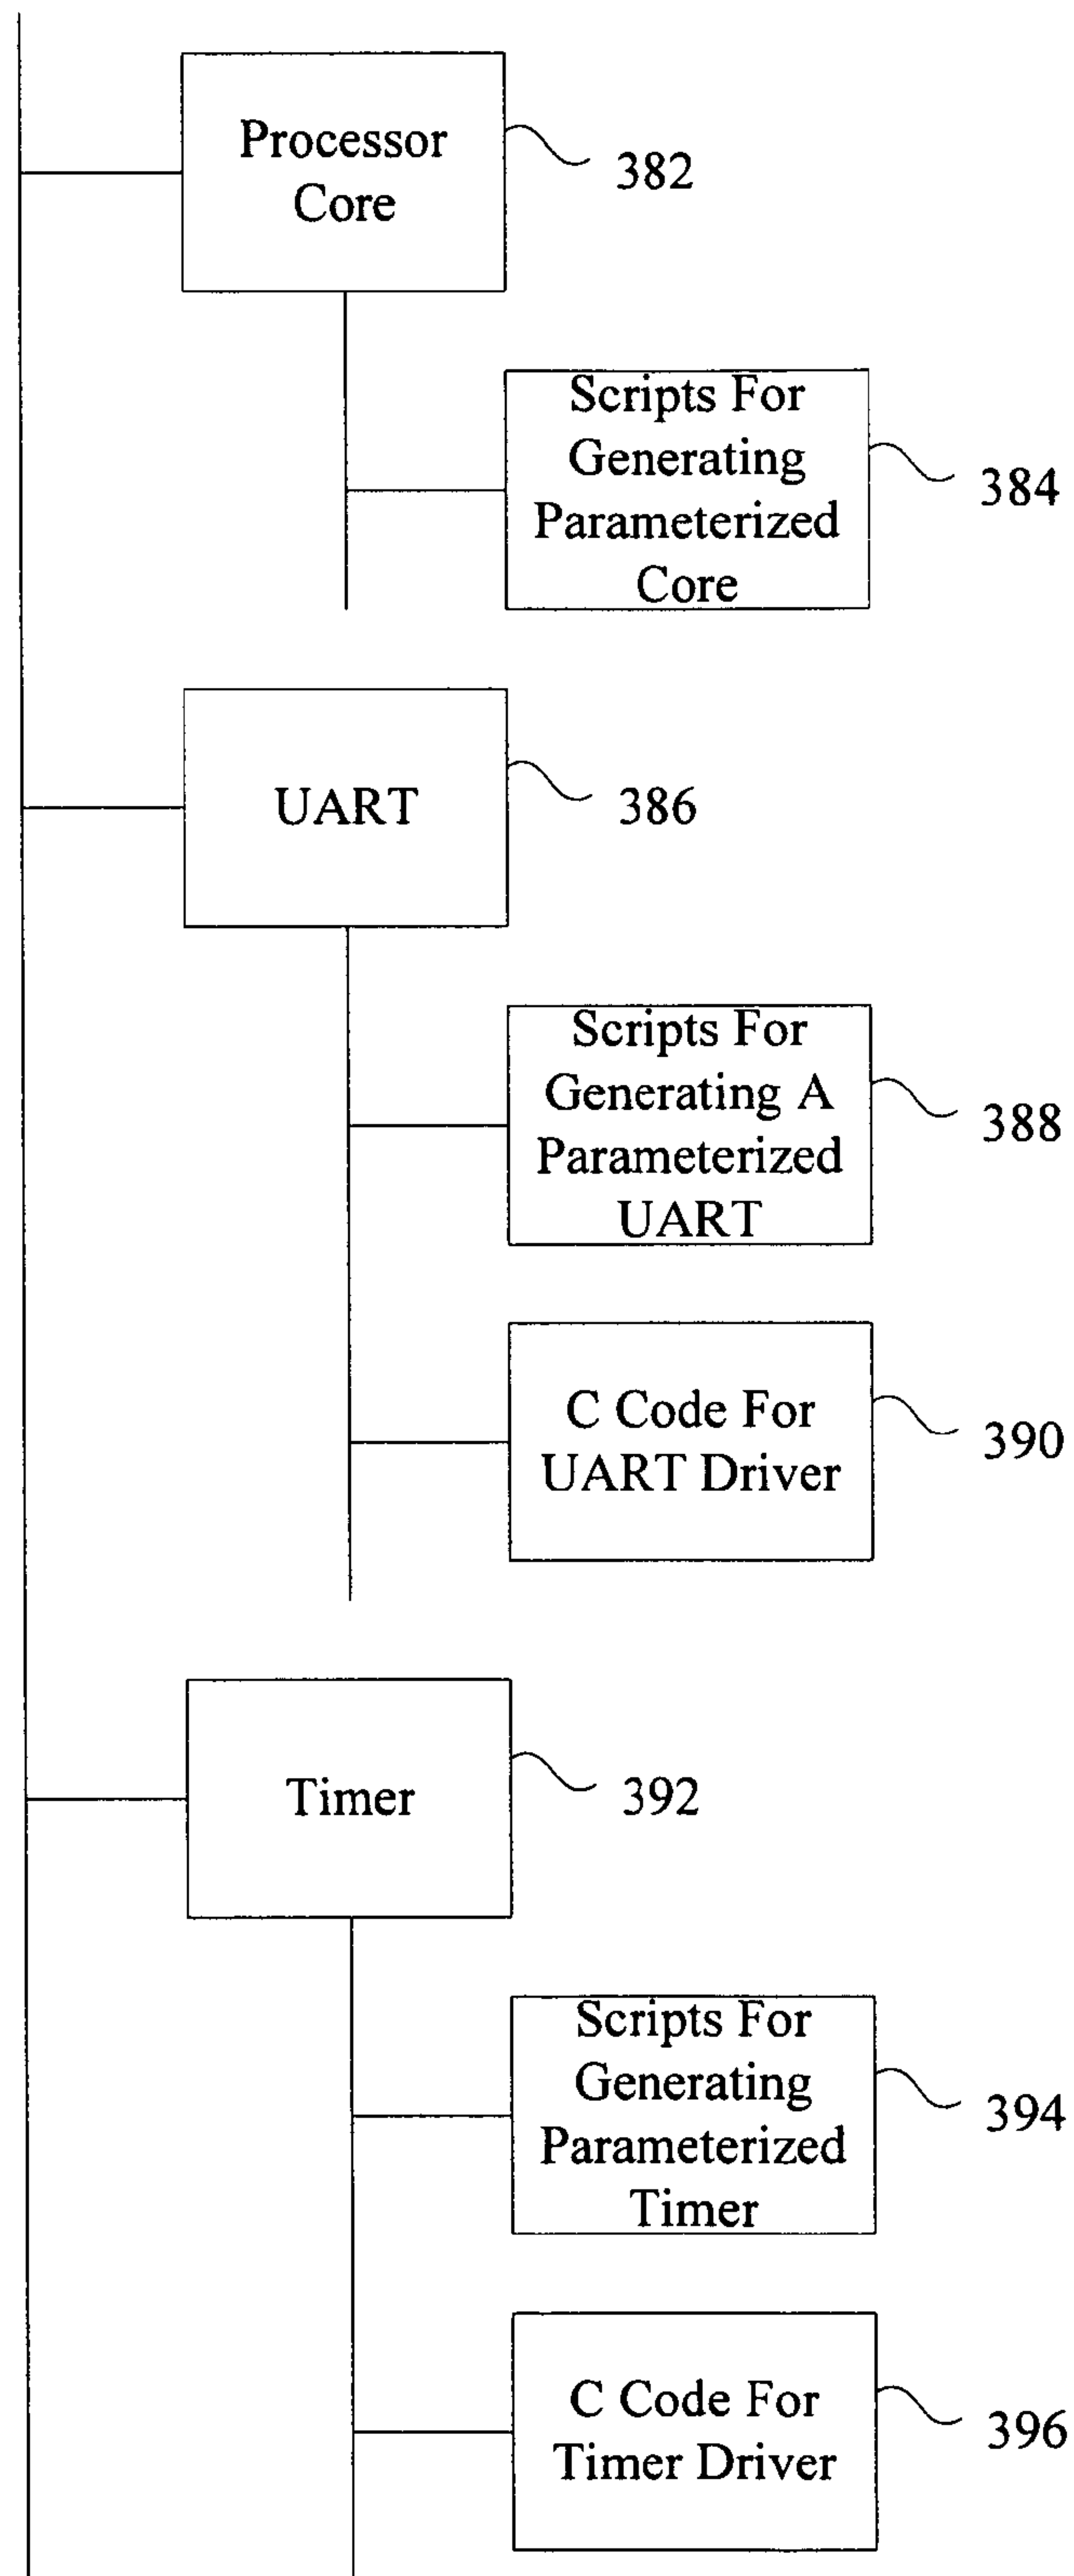 Processor
Core
382
Scripts For
Generating
Parameterized
Core
384
UART
386
Scripts For
Generating A
Parameterized
UART
388
C Code For
UART Driver
390
Timer
392
Scripts For
Generating
Parameterized
Timer
394
C Code For
Timer Driver
396